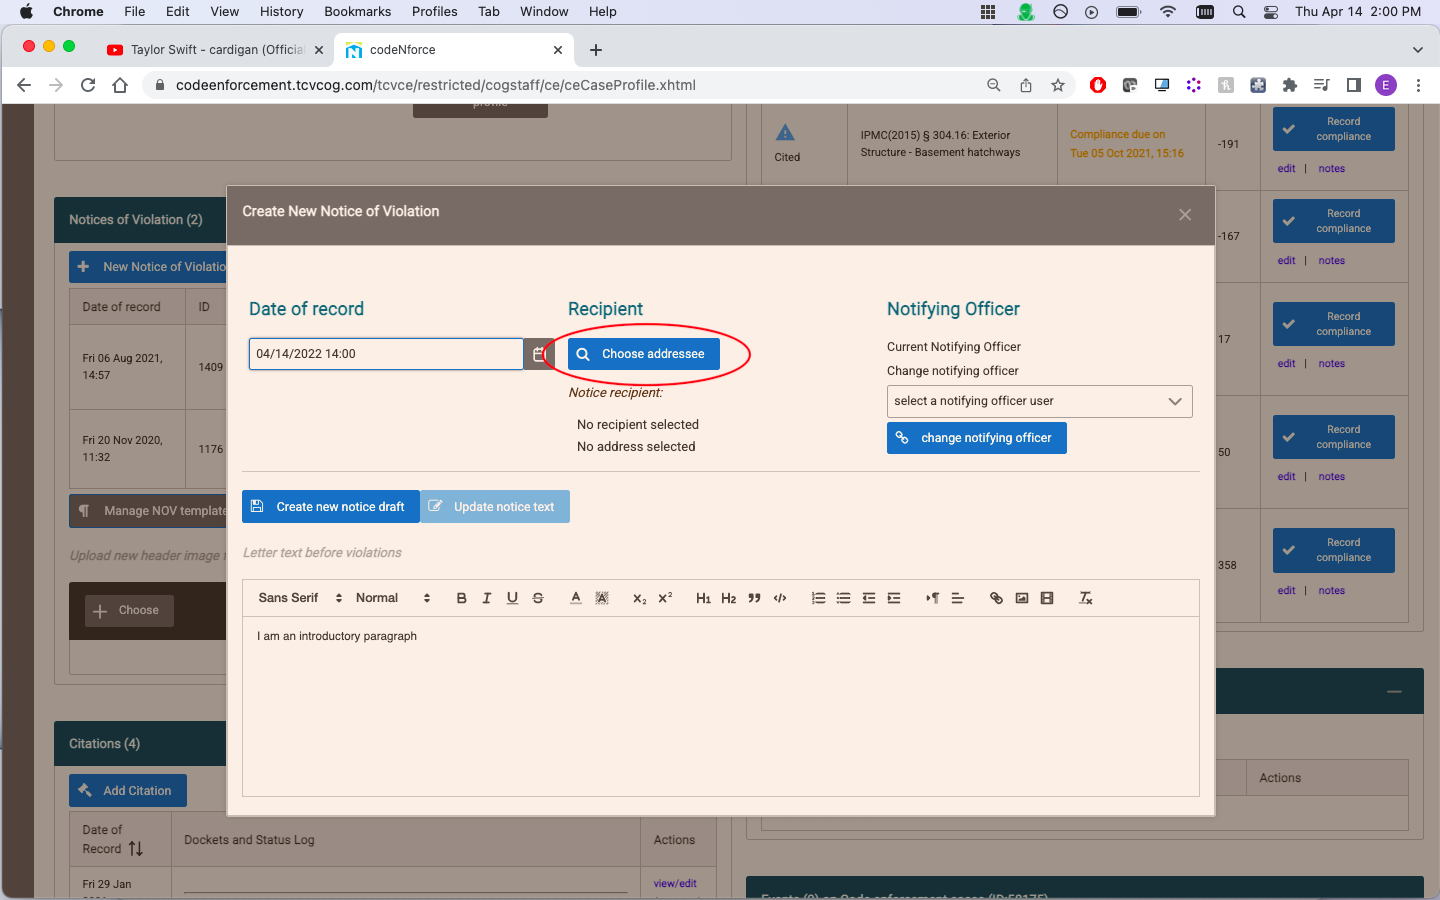 Chrome File Edit View History Bookmarks Profiles Tab Window Help Thu Apr 14 2:00 PM
Taylor Swift - cardigan (Official
codeNforce
codeenforcement.tcvcog.com/tcvce/restricted/cogstaff/ce/ceCaseProfile.xhtml
E
profile
Cited
IPMC(2015) § 304.16: Exterior
Structure - Basement hatchways
Compliance due on
Tue 05 Oct 2021, 15:16
-191
Record
compliance
edit | notes
-167
Record
compliance
edit | notes
17
Record
compliance
edit | notes
50
Record
compliance
edit | notes
358
Record
compliance
edit | notes
Notices of Violation (2)
New Notice of Violatio
Date of record ID
Fri 06 Aug 2021,
14:57
1409
Fri 20 Nov 2020,
11:32
1176
Manage NOV template
Upload new header image
Choose
Create New Notice of Violation
Date of record
04/14/2022 14:00
Recipient
Choose addressee
Notice recipient:
No recipient selected
No address selected
Notifying Officer
Current Notifying Officer
Change notifying officer
select a notifying officer user
change notifying officer
Create new notice draft
Update notice text
Letter text before violations
Sans Serif Normal B I U S A A X2 X2 H1 H2
I am an introductory paragraph
Citations (4)
Add Citation
Date of
Record
Dockets and Status Log
Actions
Fri 29 Jan
view/edit
Actions